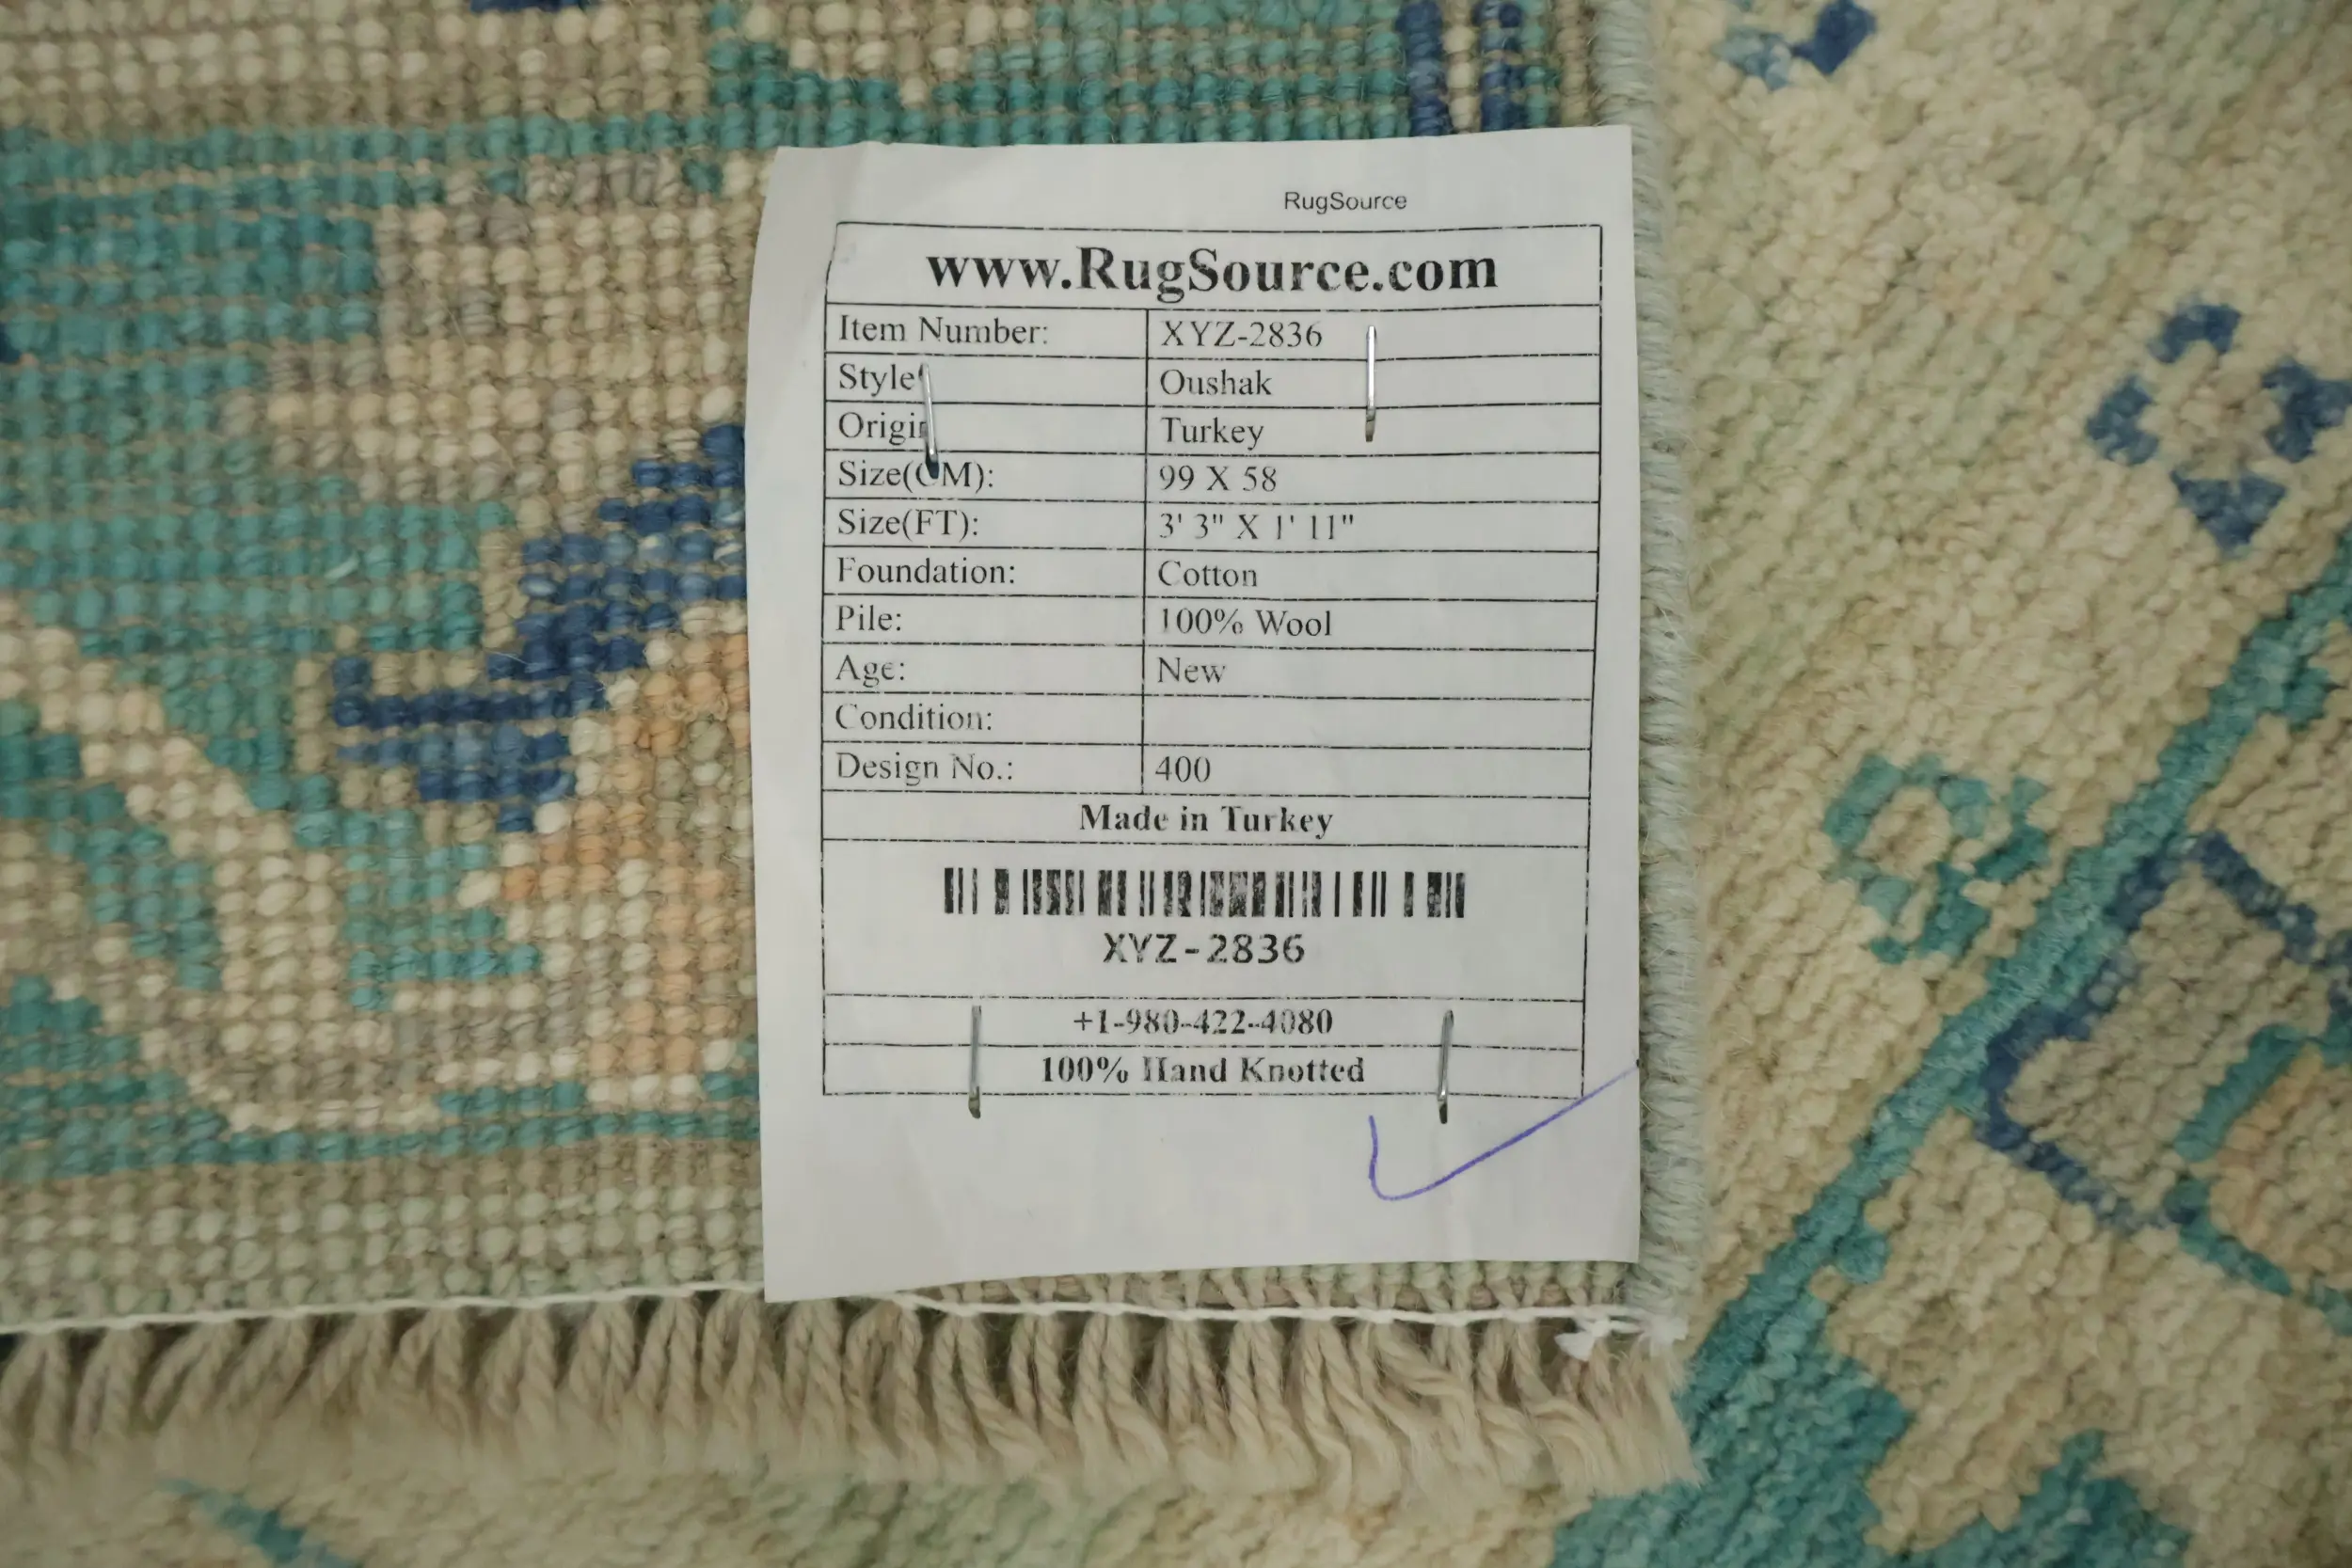 RugSource
www.RugSource.com
Item Number: XYZ-2836
Style: Oushak
Origin Turkey
Size(CM): 99 X 58
Size(FT): 3' 3" X 1' 11"
Foundation: Cotton
Pile: 100% Wool
Age: New
Condition:
Design No.: 400
Made in Turkey
XYZ-2836
+1-980-422-4080
100% Hand Knotted